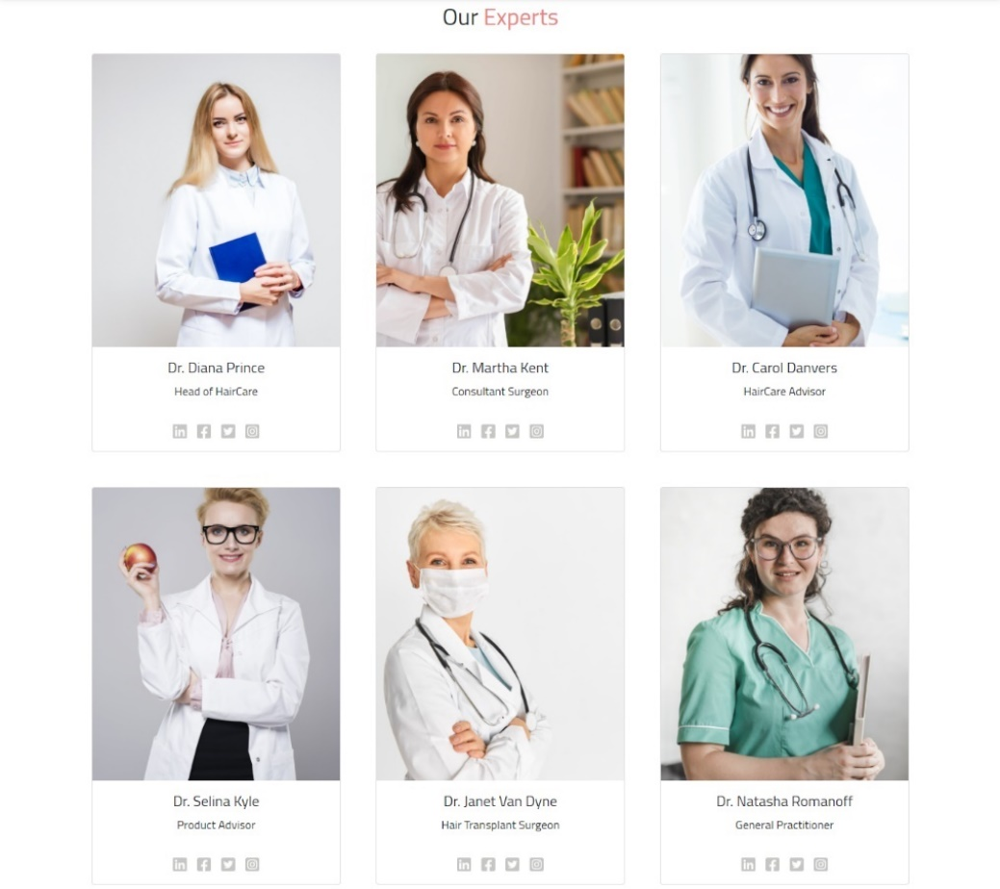 Our Experts
Dr. Diana Prince
Head of HairCare
Dr. Martha Kent
Consultant Surgeon
Dr. Carol Danvers
HairCare Advisor
Dr. Selina Kyle
Product Advisor
Dr. Janet Van Dyne
Hair Transplant Surgeon
Dr. Natasha Romanoff
General Practitioner